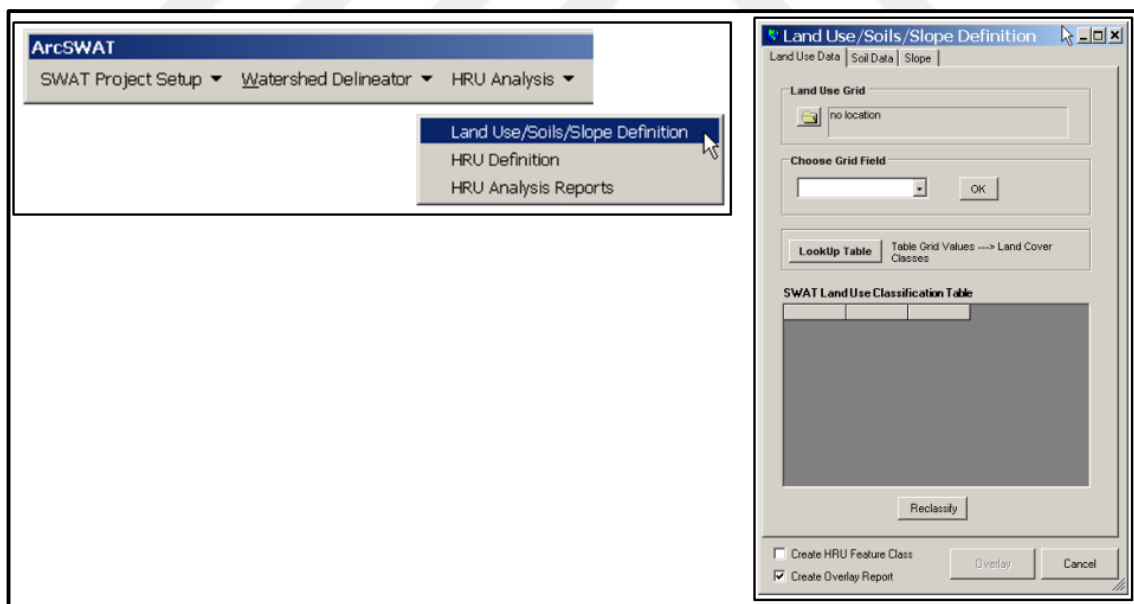 ArcSWAT
SWAT Project Setup Watershed Delineator HRU Analysis
Land Use/Soils/Slope Definition
HRU Definition
HRU Analysis Reports
Land Use/Soils/Slope Definition
Land Use Data Soil Data Slope
Land Use Grid
no location
Choose Grid Field
OK
LookUp Table
Table Grid Values ---> Land Cover
Classes
SWAT Land Use Classification Table
Reclassify
Create HRU Feature Class
Create Overlay Report
Overlay
Cancel